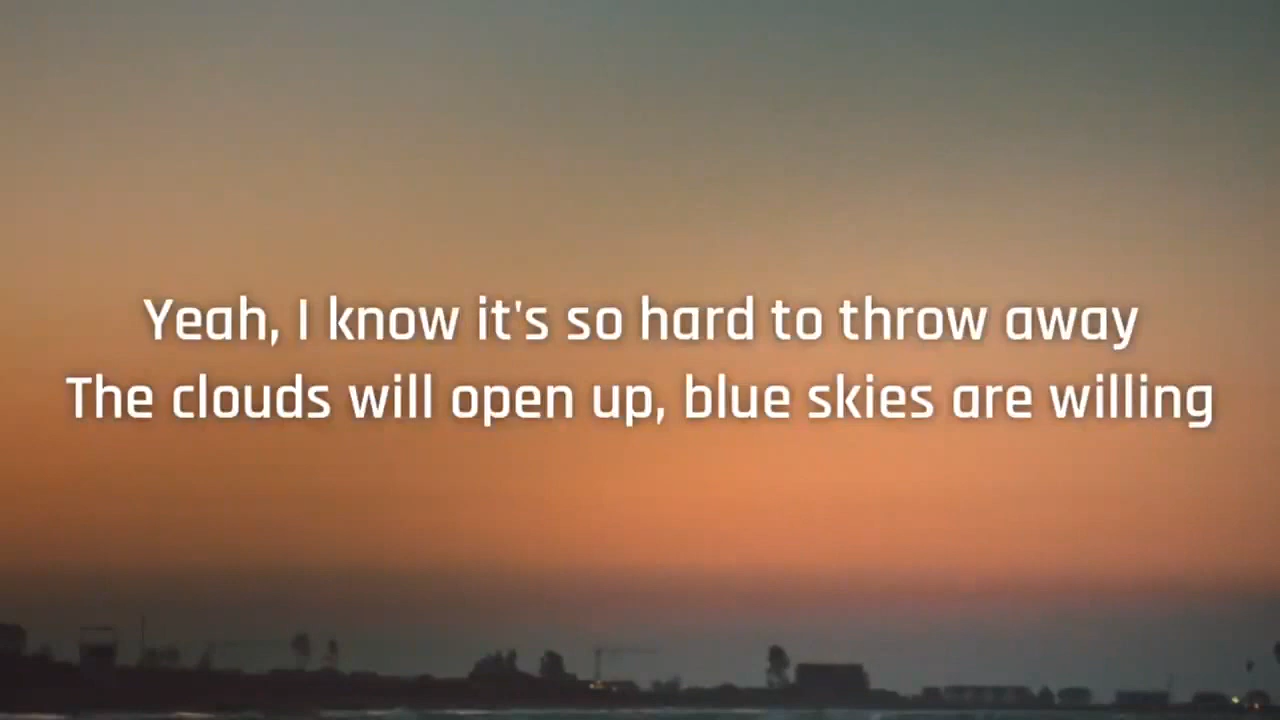 Yeah, I know it's so hard to throw away
The clouds will open up, blue skies are willing